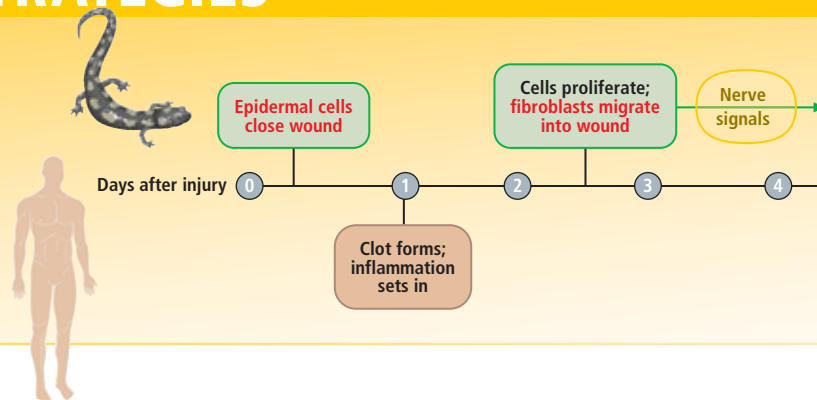 Epidermal cells
close wound
Cells proliferate;
fibroblasts migrate
into wound
Nerve
signals
Days after injury 0 1 2 3 4
Clot forms;
inflammation
sets in